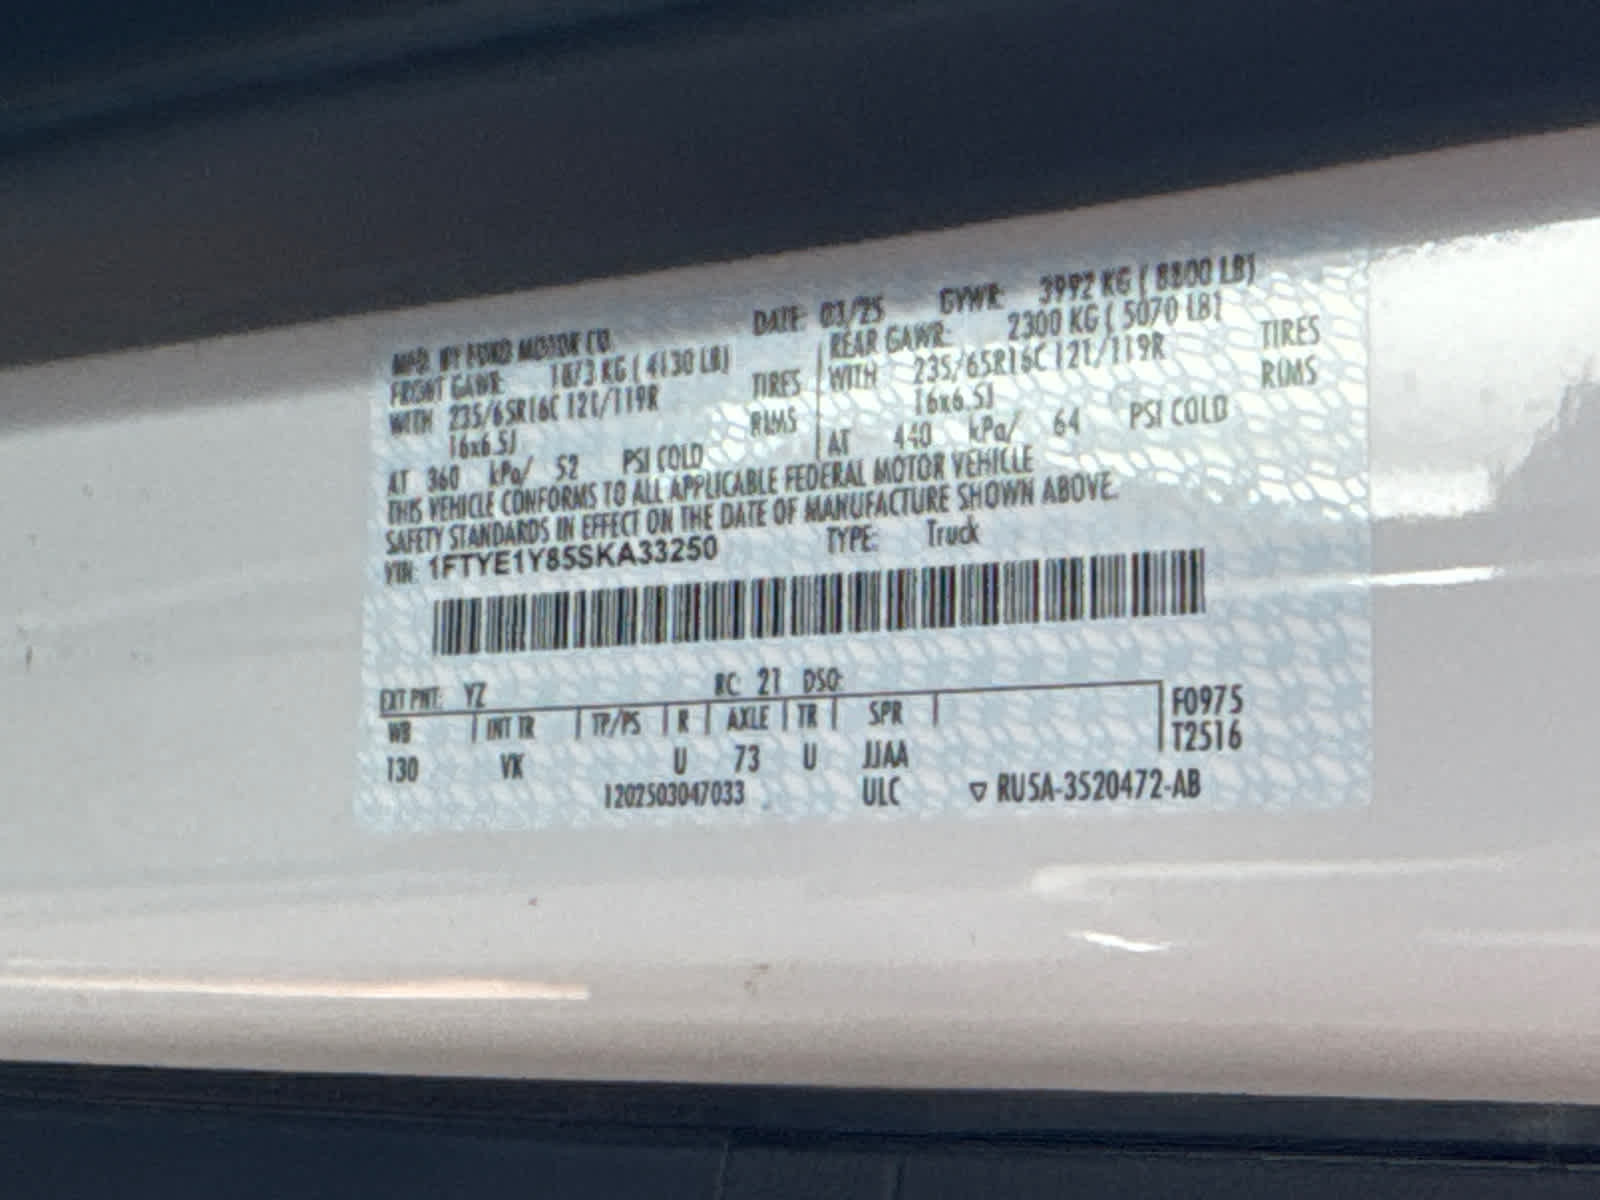 MFD. BY FORD MOTOR CO. DATE: 03/25 GVWR: 3992 KG ( 8800 LB)
FRONT GAWR: 1873 KG ( 4130 LB) REAR GAWR: 2300 KG ( 5070 LB)
WITH 235/65R16C 121/119R TIRES WITH 235/65R16C 121/119R TIRES
16x6.5J RIMS 16x6.5J RIMS
AT 360 kPa/ 52 PSI COLD AT 440 kPa/ 64 PSI COLD
THIS VEHICLE CONFORMS TO ALL APPLICABLE FEDERAL MOTOR VEHICLE
SAFETY STANDARDS IN EFFECT ON THE DATE OF MANUFACTURE SHOWN ABOVE.
VIN: 1FTYE1Y85SKA33250 TYPE: Truck
EXT PNT: YZ RC: 21 DSO:
WB INT TR TP/PS R AXLE TR SPR F0975
T2516
130 VK U 73 U JJAA
1202503047033 ULC ▽ RU5A-3520472-AB